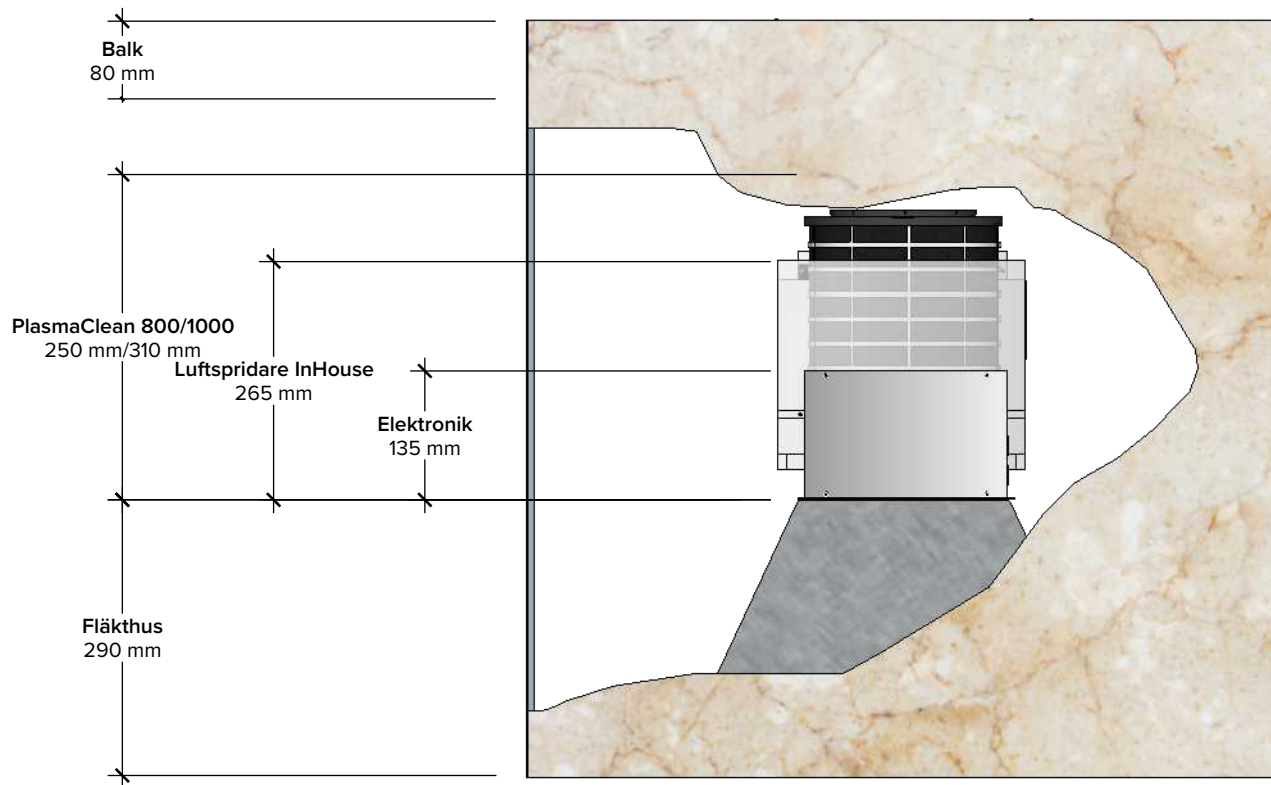 Balk
80 mm
PlasmaClean 800/1000
250 mm/310 mm
Luftspridare InHouse
265 mm
Elektronik
135 mm
Fläkthus
290 mm